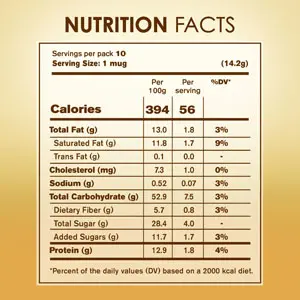 NUTRITION FACTS
Servings per pack 10
Serving Size: 1 mug (14.2g)
Per 100g Per serving %DV*
Calories 394 56
Total Fat (g) 13.0 1.8 3%
Saturated Fat (g) 11.8 1.7 9%
Trans Fat (g) 0.1 0.0 -
Cholesterol (mg) 7.3 1.0 0%
Sodium (g) 0.52 0.07 3%
Total Carbohydrate (g) 52.9 7.5 3%
Dietary Fiber (g) 5.7 0.8 3%
Total Sugar (g) 28.4 4.0 -
Added Sugars (g) 11.7 1.7 3%
Protein (g) 12.9 1.8 4%
*Percent of the daily values (DV) based on a 2000 kcal diet.